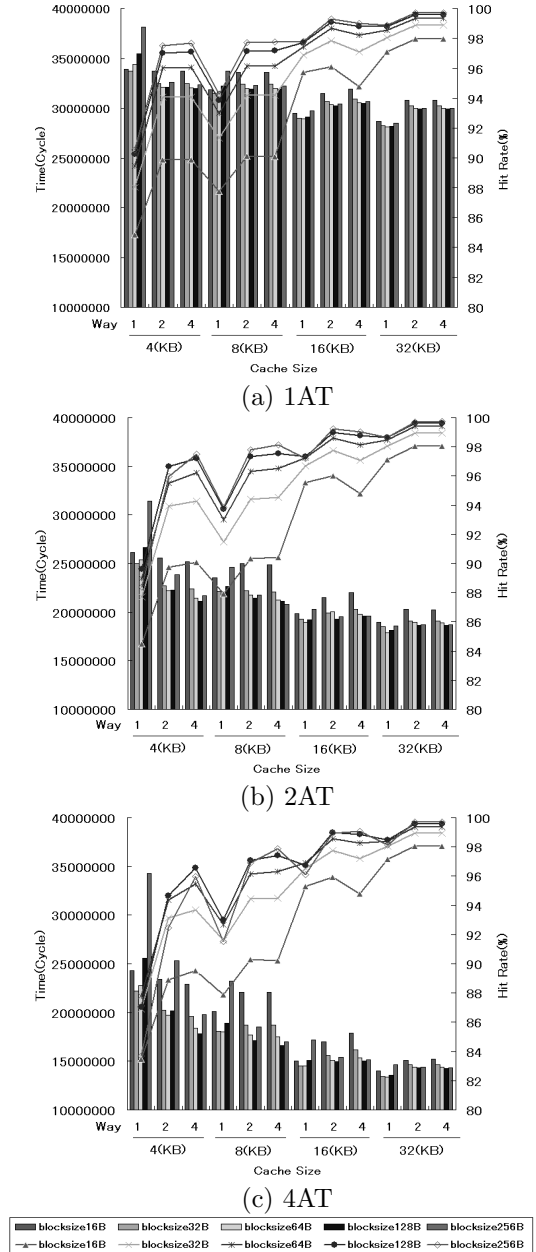 40000000 100
35000000 98
30000000 96
25000000 94
20000000 92
15000000 90
10000000 88
86
84
82
80
Time(Cycle)
Hit Rate(%)
Way 1 2 4 1 2 4 1 2 4 1 2 4
4(KB) 8(KB) 16(KB) 32(KB)
Cache Size
(a) 1AT
40000000 100
35000000 98
30000000 96
25000000 94
20000000 92
15000000 90
10000000 88
86
84
82
80
Time(Cycle)
Hit Rate(%)
Way 1 2 4 1 2 4 1 2 4 1 2 4
4(KB) 8(KB) 16(KB) 32(KB)
Cache Size
(b) 2AT
40000000 100
35000000 98
30000000 96
25000000 94
20000000 92
15000000 90
10000000 88
86
84
82
80
Time(Cycle)
Hit Rate(%)
Way 1 2 4 1 2 4 1 2 4 1 2 4
4(KB) 8(KB) 16(KB) 32(KB)
Cache Size
(c) 4AT
blocksize16B blocksize32B blocksize64B blocksize128B blocksize256B
blocksize16B blocksize32B blocksize64B blocksize128B blocksize256B